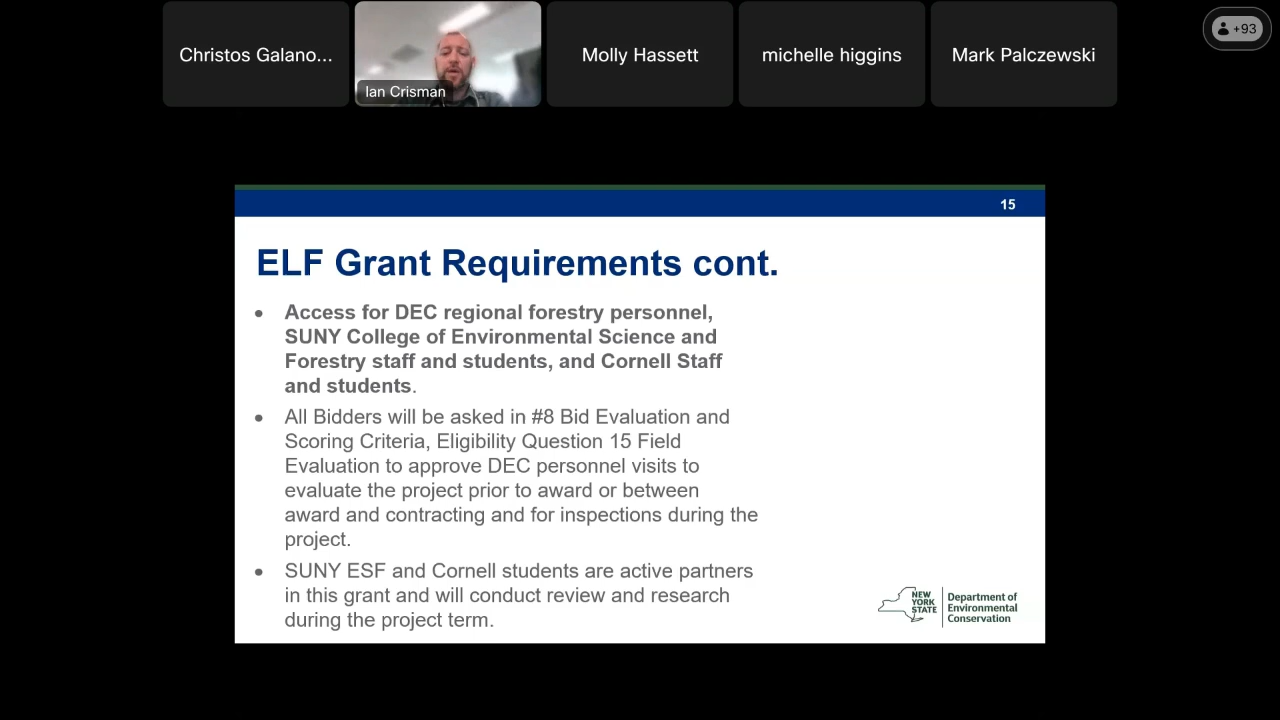 Christos Galano...
Ian Crisman
Molly Hassett
michelle higgins
Mark Palczewski
+93
15
ELF Grant Requirements cont.
• Access for DEC regional forestry personnel,
SUNY College of Environmental Science and
Forestry staff and students, and Cornell Staff
and students.
• All Bidders will be asked in #8 Bid Evaluation and
Scoring Criteria, Eligibility Question 15 Field
Evaluation to approve DEC personnel visits to
evaluate the project prior to award or between
award and contracting and for inspections during the
project.
• SUNY ESF and Cornell students are active partners
in this grant and will conduct review and research
during the project term.
NEW
YORK
STATE
Department of
Environmental
Conservation